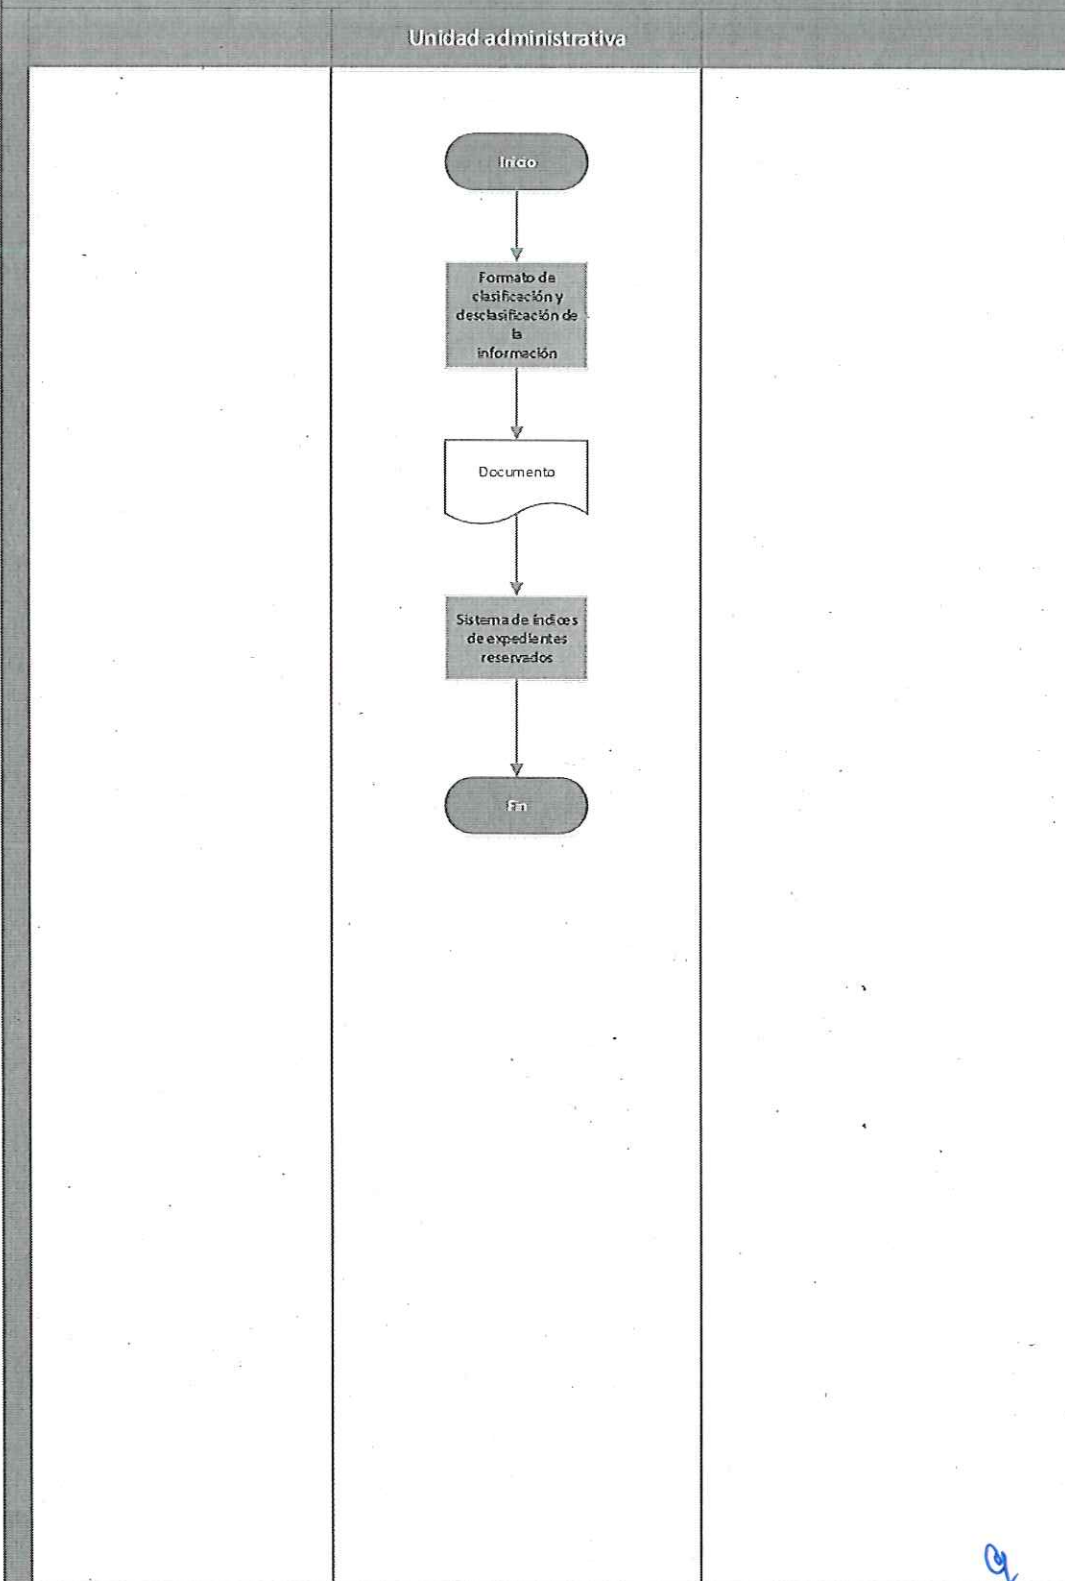 Unidad administrativa
Inicio
Formato de
clasificación y
desclasificación de
la
información
Documento
Sistema de índices
de expedientes
reservados
Fin